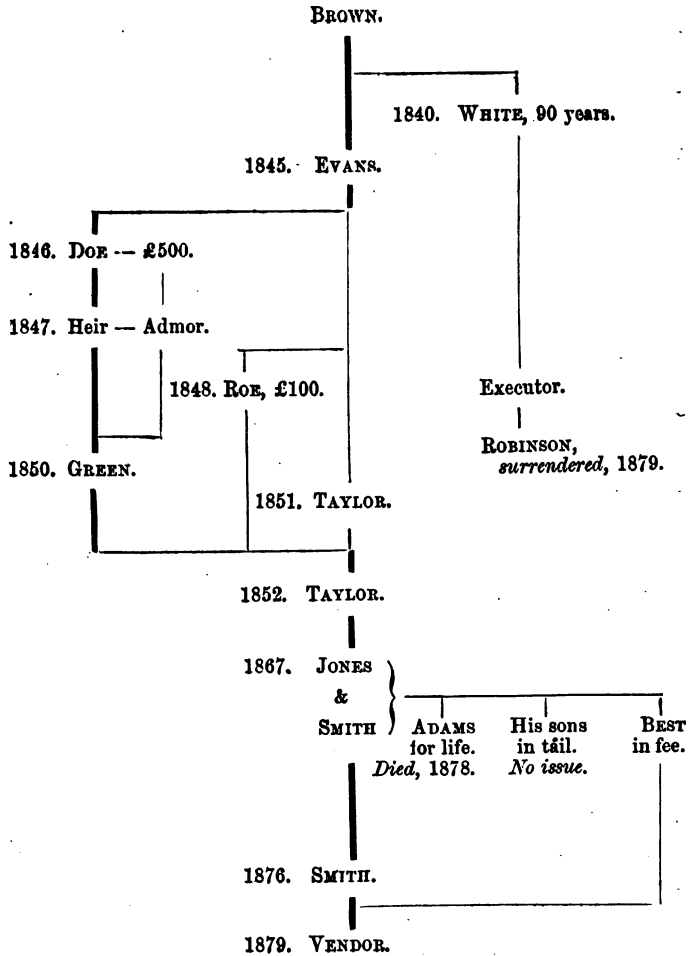 BROWN.
1840. WHITE, 90 years.
1845. EVANS.
1846. DOE — £500.
1847. Heir — Admor.
1848. ROE, £100.
Executor.
ROBINSON,
surrendered, 1879.
1850. GREEN.
1851. TAYLOR.
1852. TAYLOR.
1867. JONES
&
SMITH
ADAMS
for life.
Died, 1878.
His sons
in tail.
No issue.
BEST
in fee.
1876. SMITH.
1879. VENDOR.